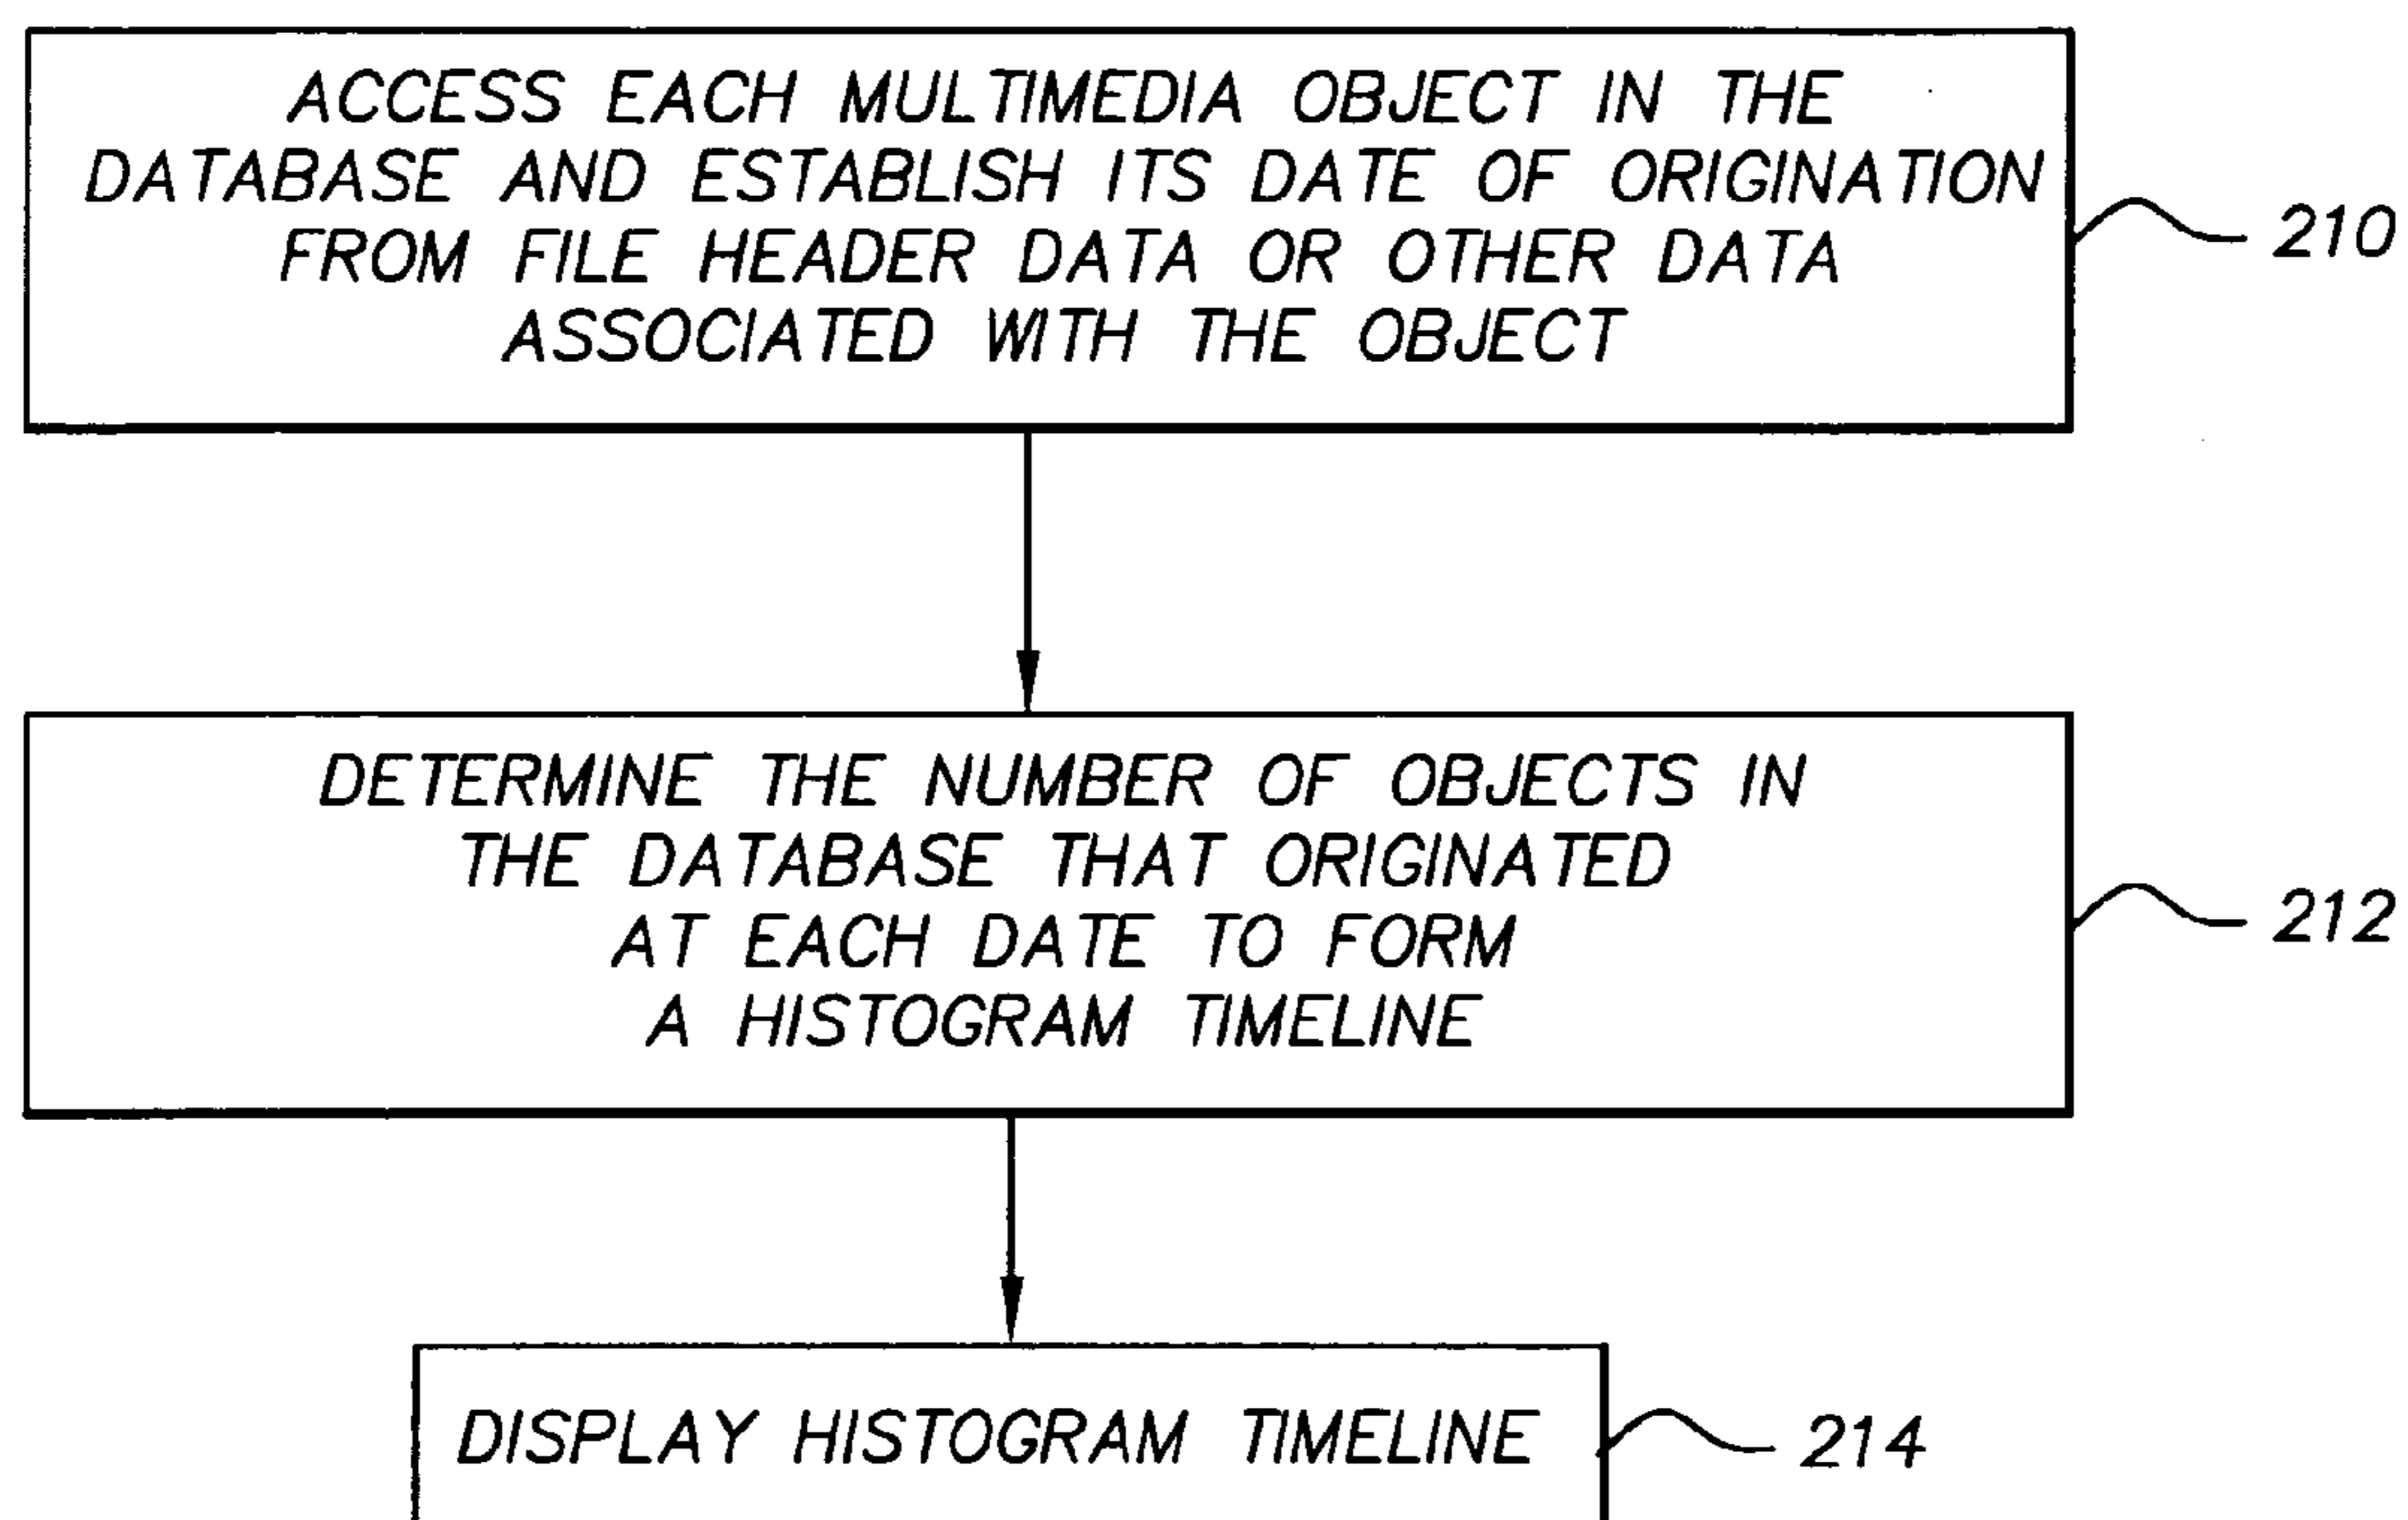 ACCESS EACH MULTIMEDIA OBJECT IN THE
DATABASE AND ESTABLISH ITS DATE OF ORIGINATION
FROM FILE HEADER DATA OR OTHER DATA
ASSOCIATED WITH THE OBJECT
210
DETERMINE THE NUMBER OF OBJECTS IN
THE DATABASE THAT ORIGINATED
AT EACH DATE TO FORM
A HISTOGRAM TIMELINE
212
DISPLAY HISTOGRAM TIMELINE
214